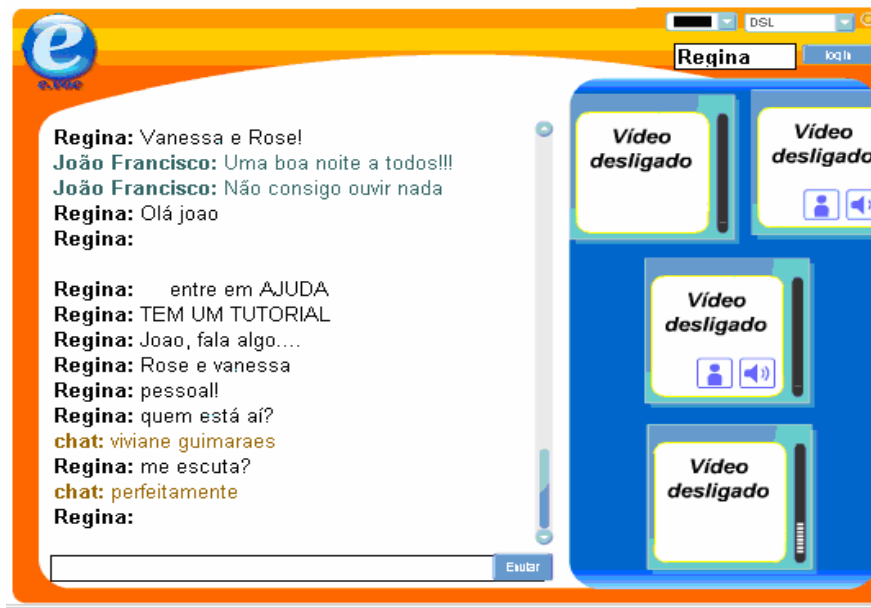 DSL
Regina
log in
Regina: Vanessa e Rose!
João Francisco: Uma boa noite a todos!!!
João Francisco: Não consigo ouvir nada
Regina: Olá joao
Regina:
Regina: entre em AJUDA
Regina: TEM UM TUTORIAL
Regina: Joao, fala algo....
Regina: Rose e vanessa
Regina: pessoal!
Regina: quem está aí?
chat: viviane guimaraes
Regina: me escuta?
chat: perfeitamente
Regina:
Enviar
Vídeo
desligado
Vídeo
desligado
Vídeo
desligado
Vídeo
desligado